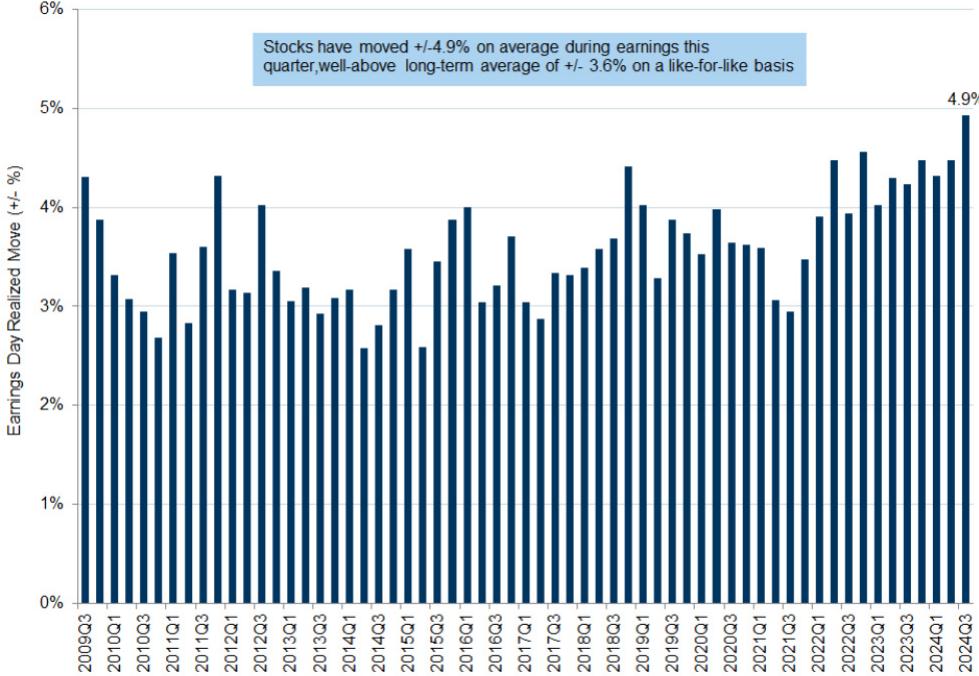 6%
Stocks have moved +/-4.9% on average during earnings this
quarter,well-above long-term average of +/- 3.6% on a like-for-like basis
5%
4.9%
4%
3%
2%
1%
0%
Earnings Day Realized Move (+/- %)
2009Q3
2010Q1
2010Q3
2011Q1
2011Q3
2012Q1
2012Q3
2013Q1
2013Q3
2014Q1
2014Q3
2015Q1
2015Q3
2016Q1
2016Q3
2017Q1
2017Q3
2018Q1
2018Q3
2019Q1
2019Q3
2020Q1
2020Q3
2021Q1
2021Q3
2022Q1
2022Q3
2023Q1
2023Q3
2024Q1
2024Q3